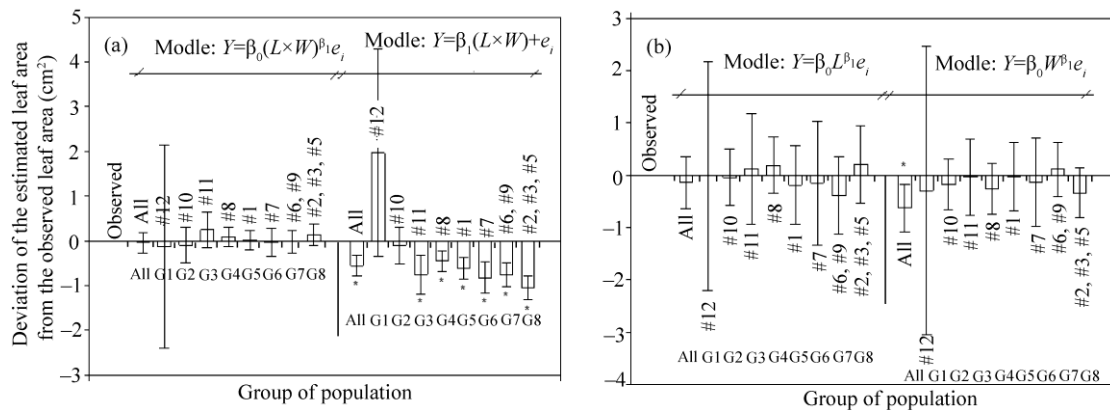 Deviation of the estimated leaf area
from the observed leaf area (cm²)
5
4
3
2
1
0
−1
−2
−3
(a)
Modle: Y=β₀(L×W)^β₁eᵢ
Modle: Y=β₁(L×W)+eᵢ
Observed
All
#12
#10
#11
#8
#1
#7
#6, #9
#2, #3, #5
All G1 G2 G3 G4 G5 G6 G7 G8
All
#12
#10
#11
#8
#1
#7
#6, #9
#2, #3, #5
* * * * * * *
All G1 G2 G3 G4 G5 G6 G7 G8
Group of population
3
2
1
0
−1
−2
−3
−4
(b)
Modle: Y=β₀L^β₁eᵢ
Modle: Y=β₀W^β₁eᵢ
Observed
#12
#10
#11
#8
#1
#7
#6, #9
#2, #3, #5
All G1 G2 G3 G4 G5 G6 G7 G8
*
All
#12
#10
#11
#8
#1
#7
#6, #9
#2, #3, #5
All G1 G2 G3 G4 G5 G6 G7 G8
Group of population